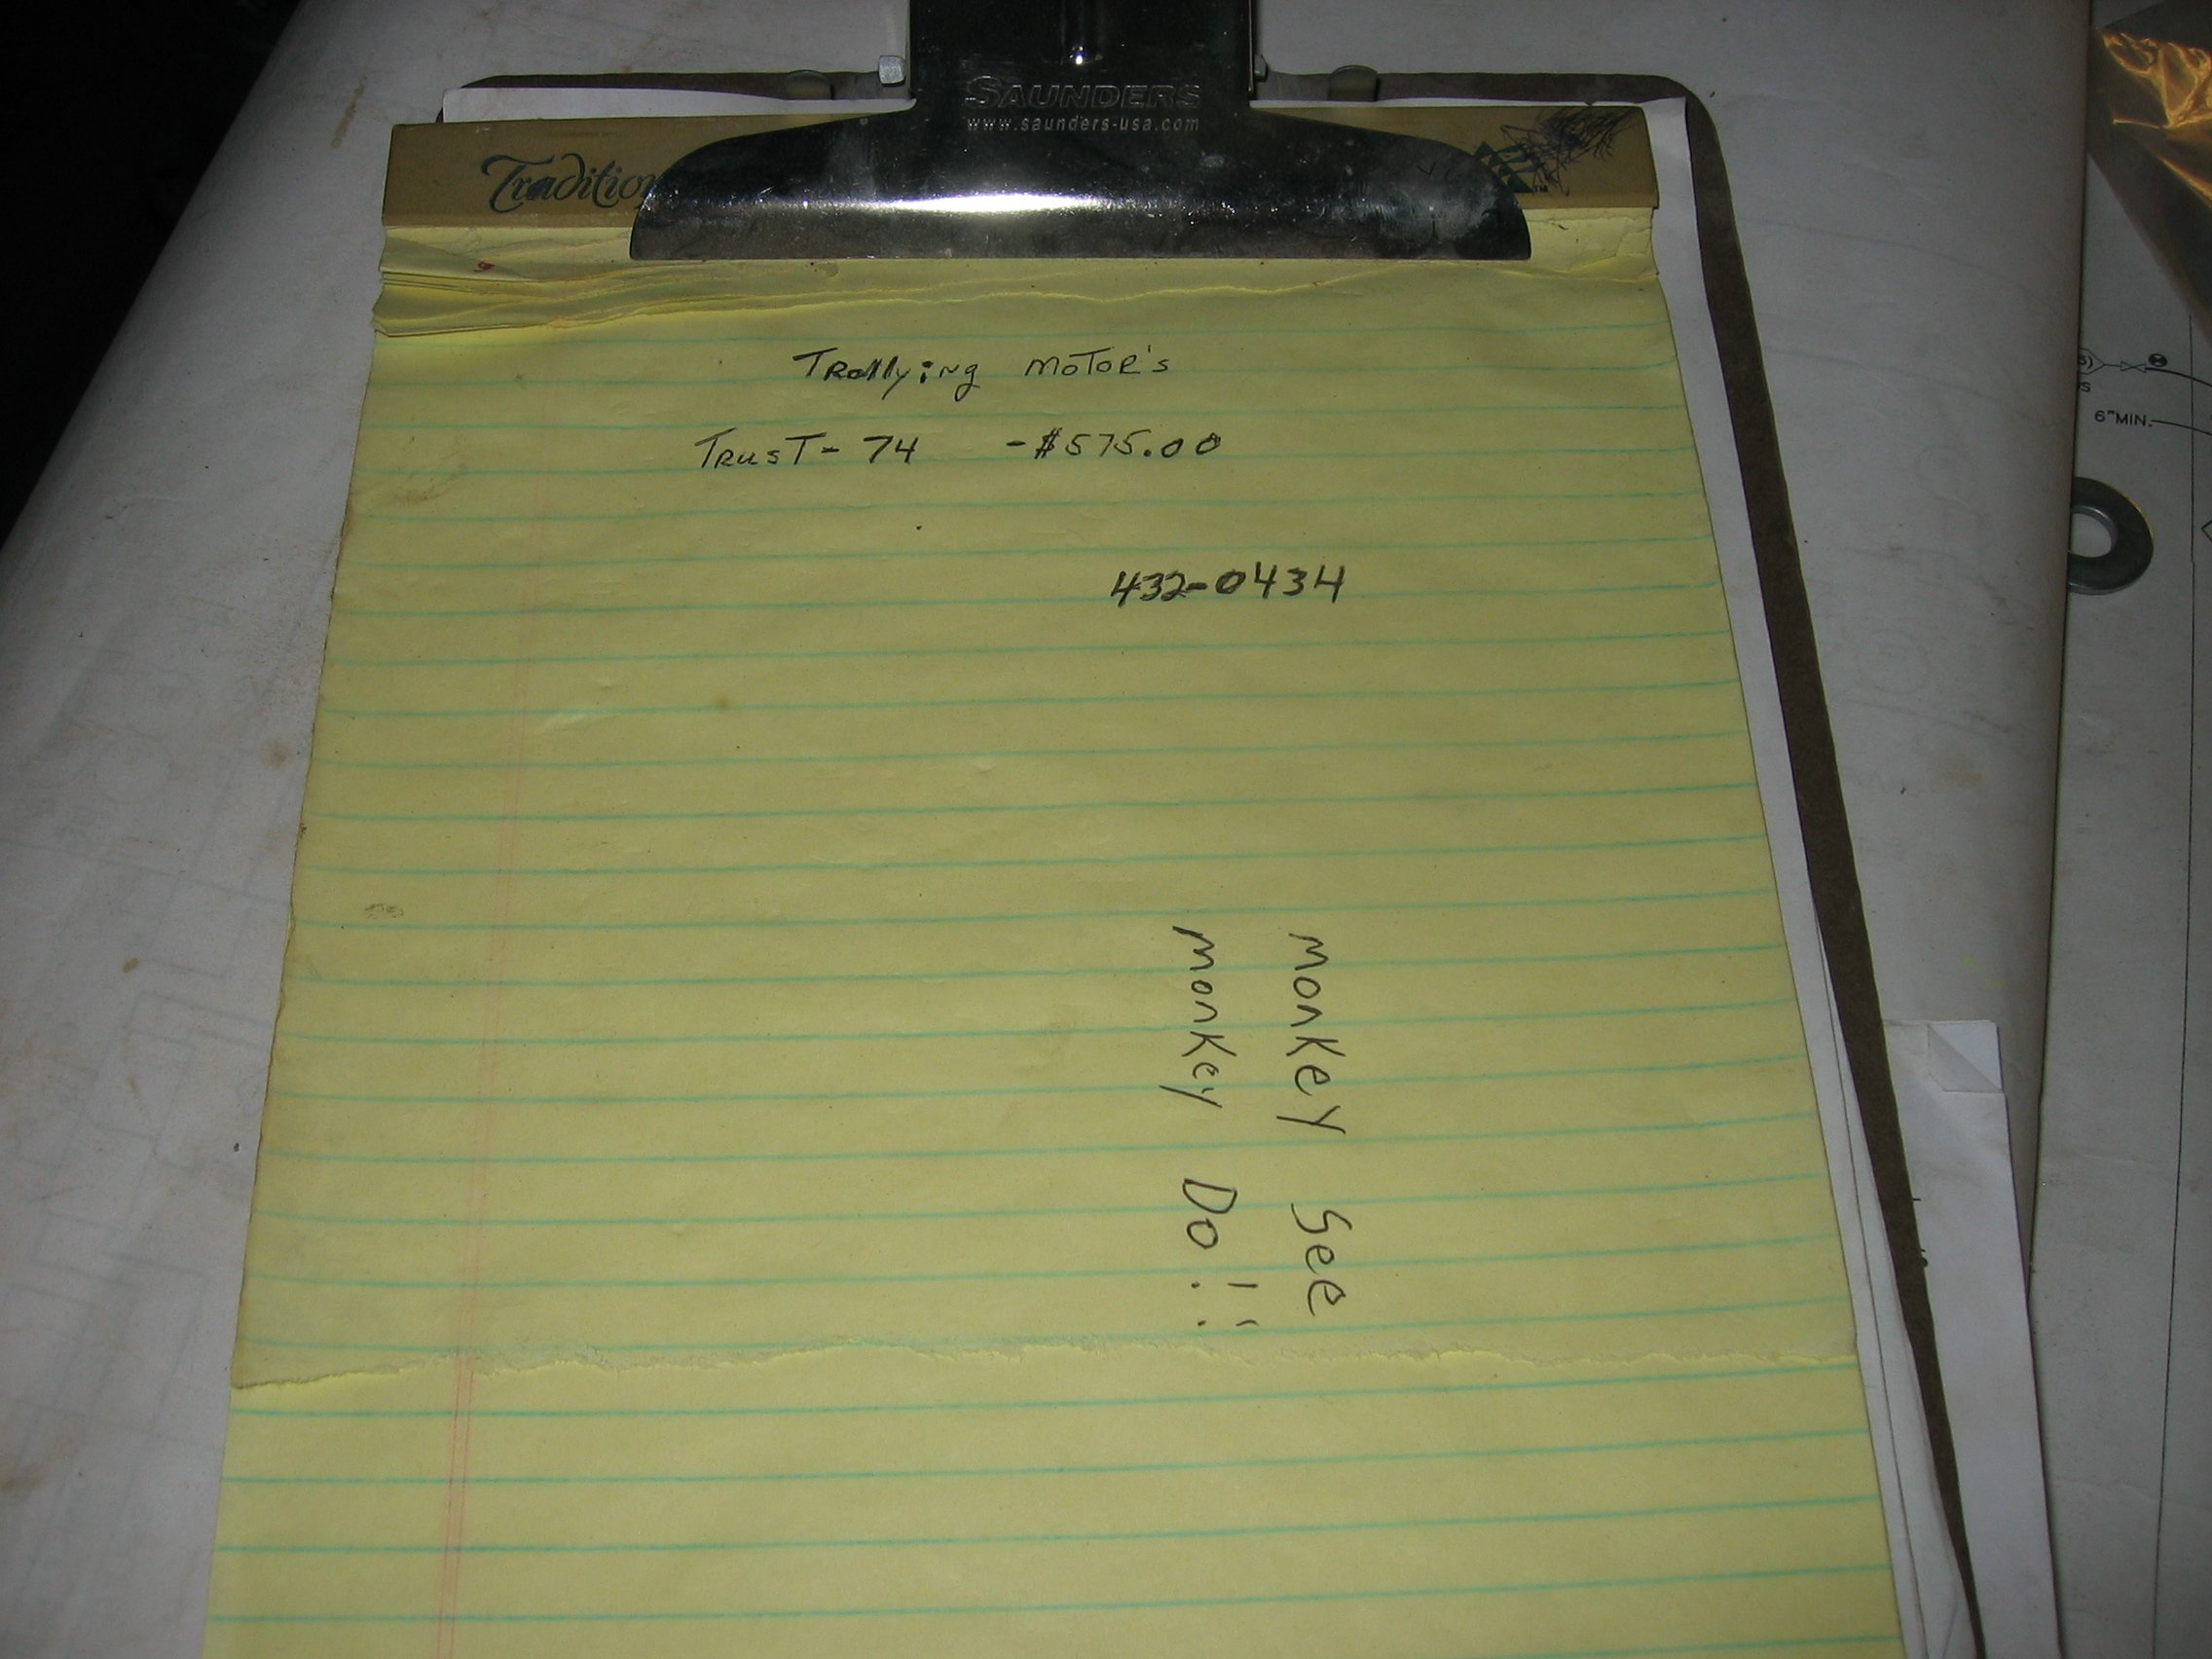 SAUNDERS
www.saunders-usa.com
Tradition
TM
Trollying Motor's
Trust - 74 - $575.00
432-0434
Monkey See
Monkey Do!!
6"MIN.